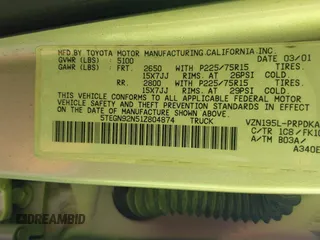 MFD. BY TOYOTA MOTOR MANUFACTURING.CALIFORNIA INC.
GVWR (LBS) : 5100 DATE 03/01
GAWR (LBS) : FRT. 2650 WITH P225/75R15 TIRES.
15X7JJ RIMS. AT 26PSI COLD.
RR. 2800 WITH P225/75R15 TIRES.
15X7JJ RIMS. AT 29PSI COLD.
THIS VEHICLE CONFORMS TO ALL APPLICABLE FEDERAL MOTOR
VEHICLE SAFETY AND THEFT PREVENTION STANDARDS IN EFFECT
ON THE DATE OF MANUFACTURE SHOWN ABOVE.
5TEGN92N51Z804874 TRUCK
VZN195L-PRPDKA
C/TR 1C8/FK10
A/TM B03A/
A340E
DREAMBID